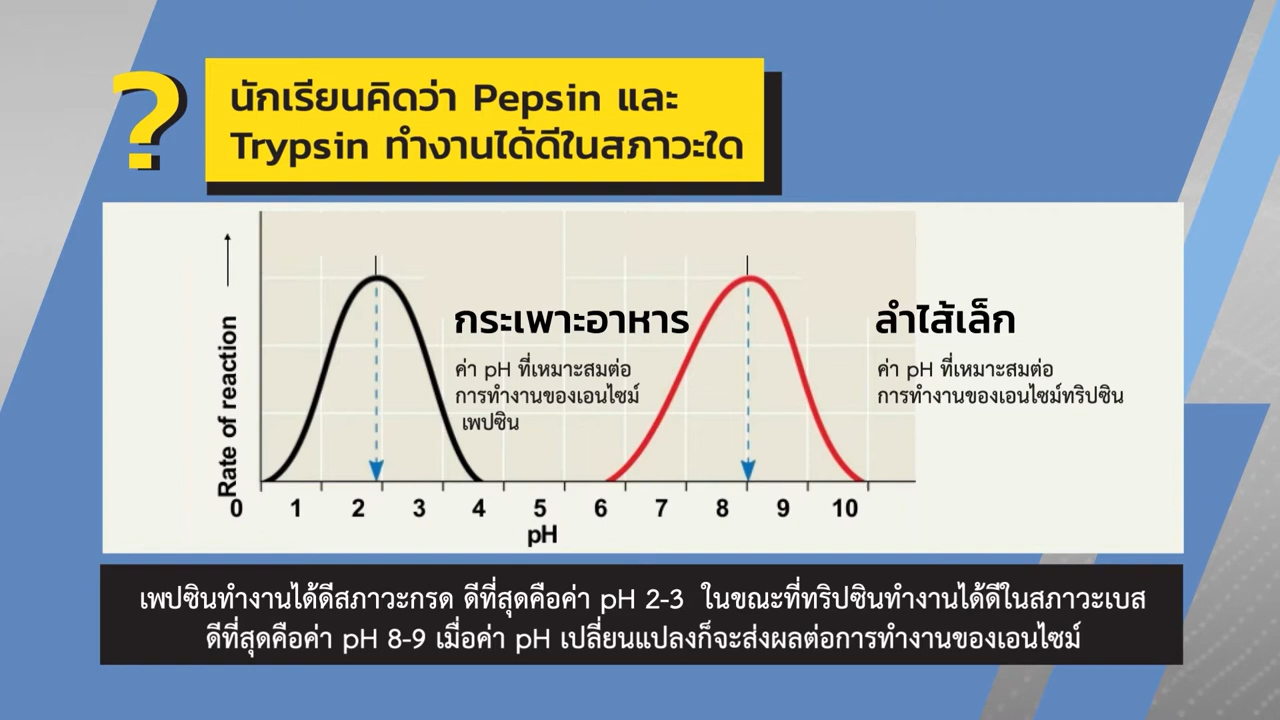 ?
นักเรียนคิดว่า Pepsin และ
Trypsin ทำงานได้ดีในสภาวะใด
Rate of reaction
กระเพาะอาหาร
ค่า pH ที่เหมาะสมต่อ
การทำงานของเอนไซม์
เพปซิน
ลำไส้เล็ก
ค่า pH ที่เหมาะสมต่อ
การทำงานของเอนไซม์ทริปซิน
0 1 2 3 4 5 6 7 8 9 10
pH
เพปซินทำงานได้ดีสภาวะกรด ดีที่สุดคือค่า pH 2-3 ในขณะที่ทริปซินทำงานได้ดีในสภาวะเบส
ดีที่สุดคือค่า pH 8-9 เมื่อค่า pH เปลี่ยนแปลงก็จะส่งผลต่อการทำงานของเอนไซม์